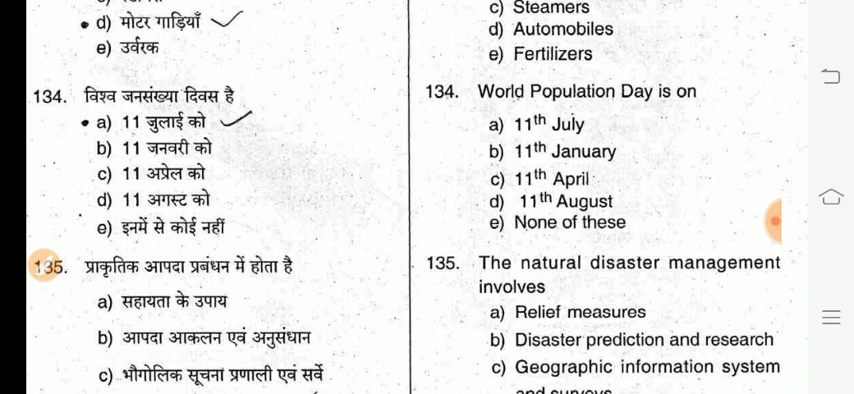 d) मोटर गाड़ियाँ
e) उर्वरक
134. विश्व जनसंख्या दिवस है
a) 11 जुलाई को
b) 11 जनवरी को
c) 11 अप्रेल को
d) 11 अगस्ट को
e) इनमें से कोई नहीं
135. प्राकृतिक आपदा प्रबंधन में होता है
a) सहायता के उपाय
b) आपदा आकलन एवं अनुसंधान
c) भौगोलिक सूचना प्रणाली एवं सर्वे
c) Steamers
d) Automobiles
e) Fertilizers
134. World Population Day is on
a) 11th July
b) 11th January
c) 11th April
d) 11th August
e) None of these
135. The natural disaster management
involves
a) Relief measures
b) Disaster prediction and research
c) Geographic information system
and surveys